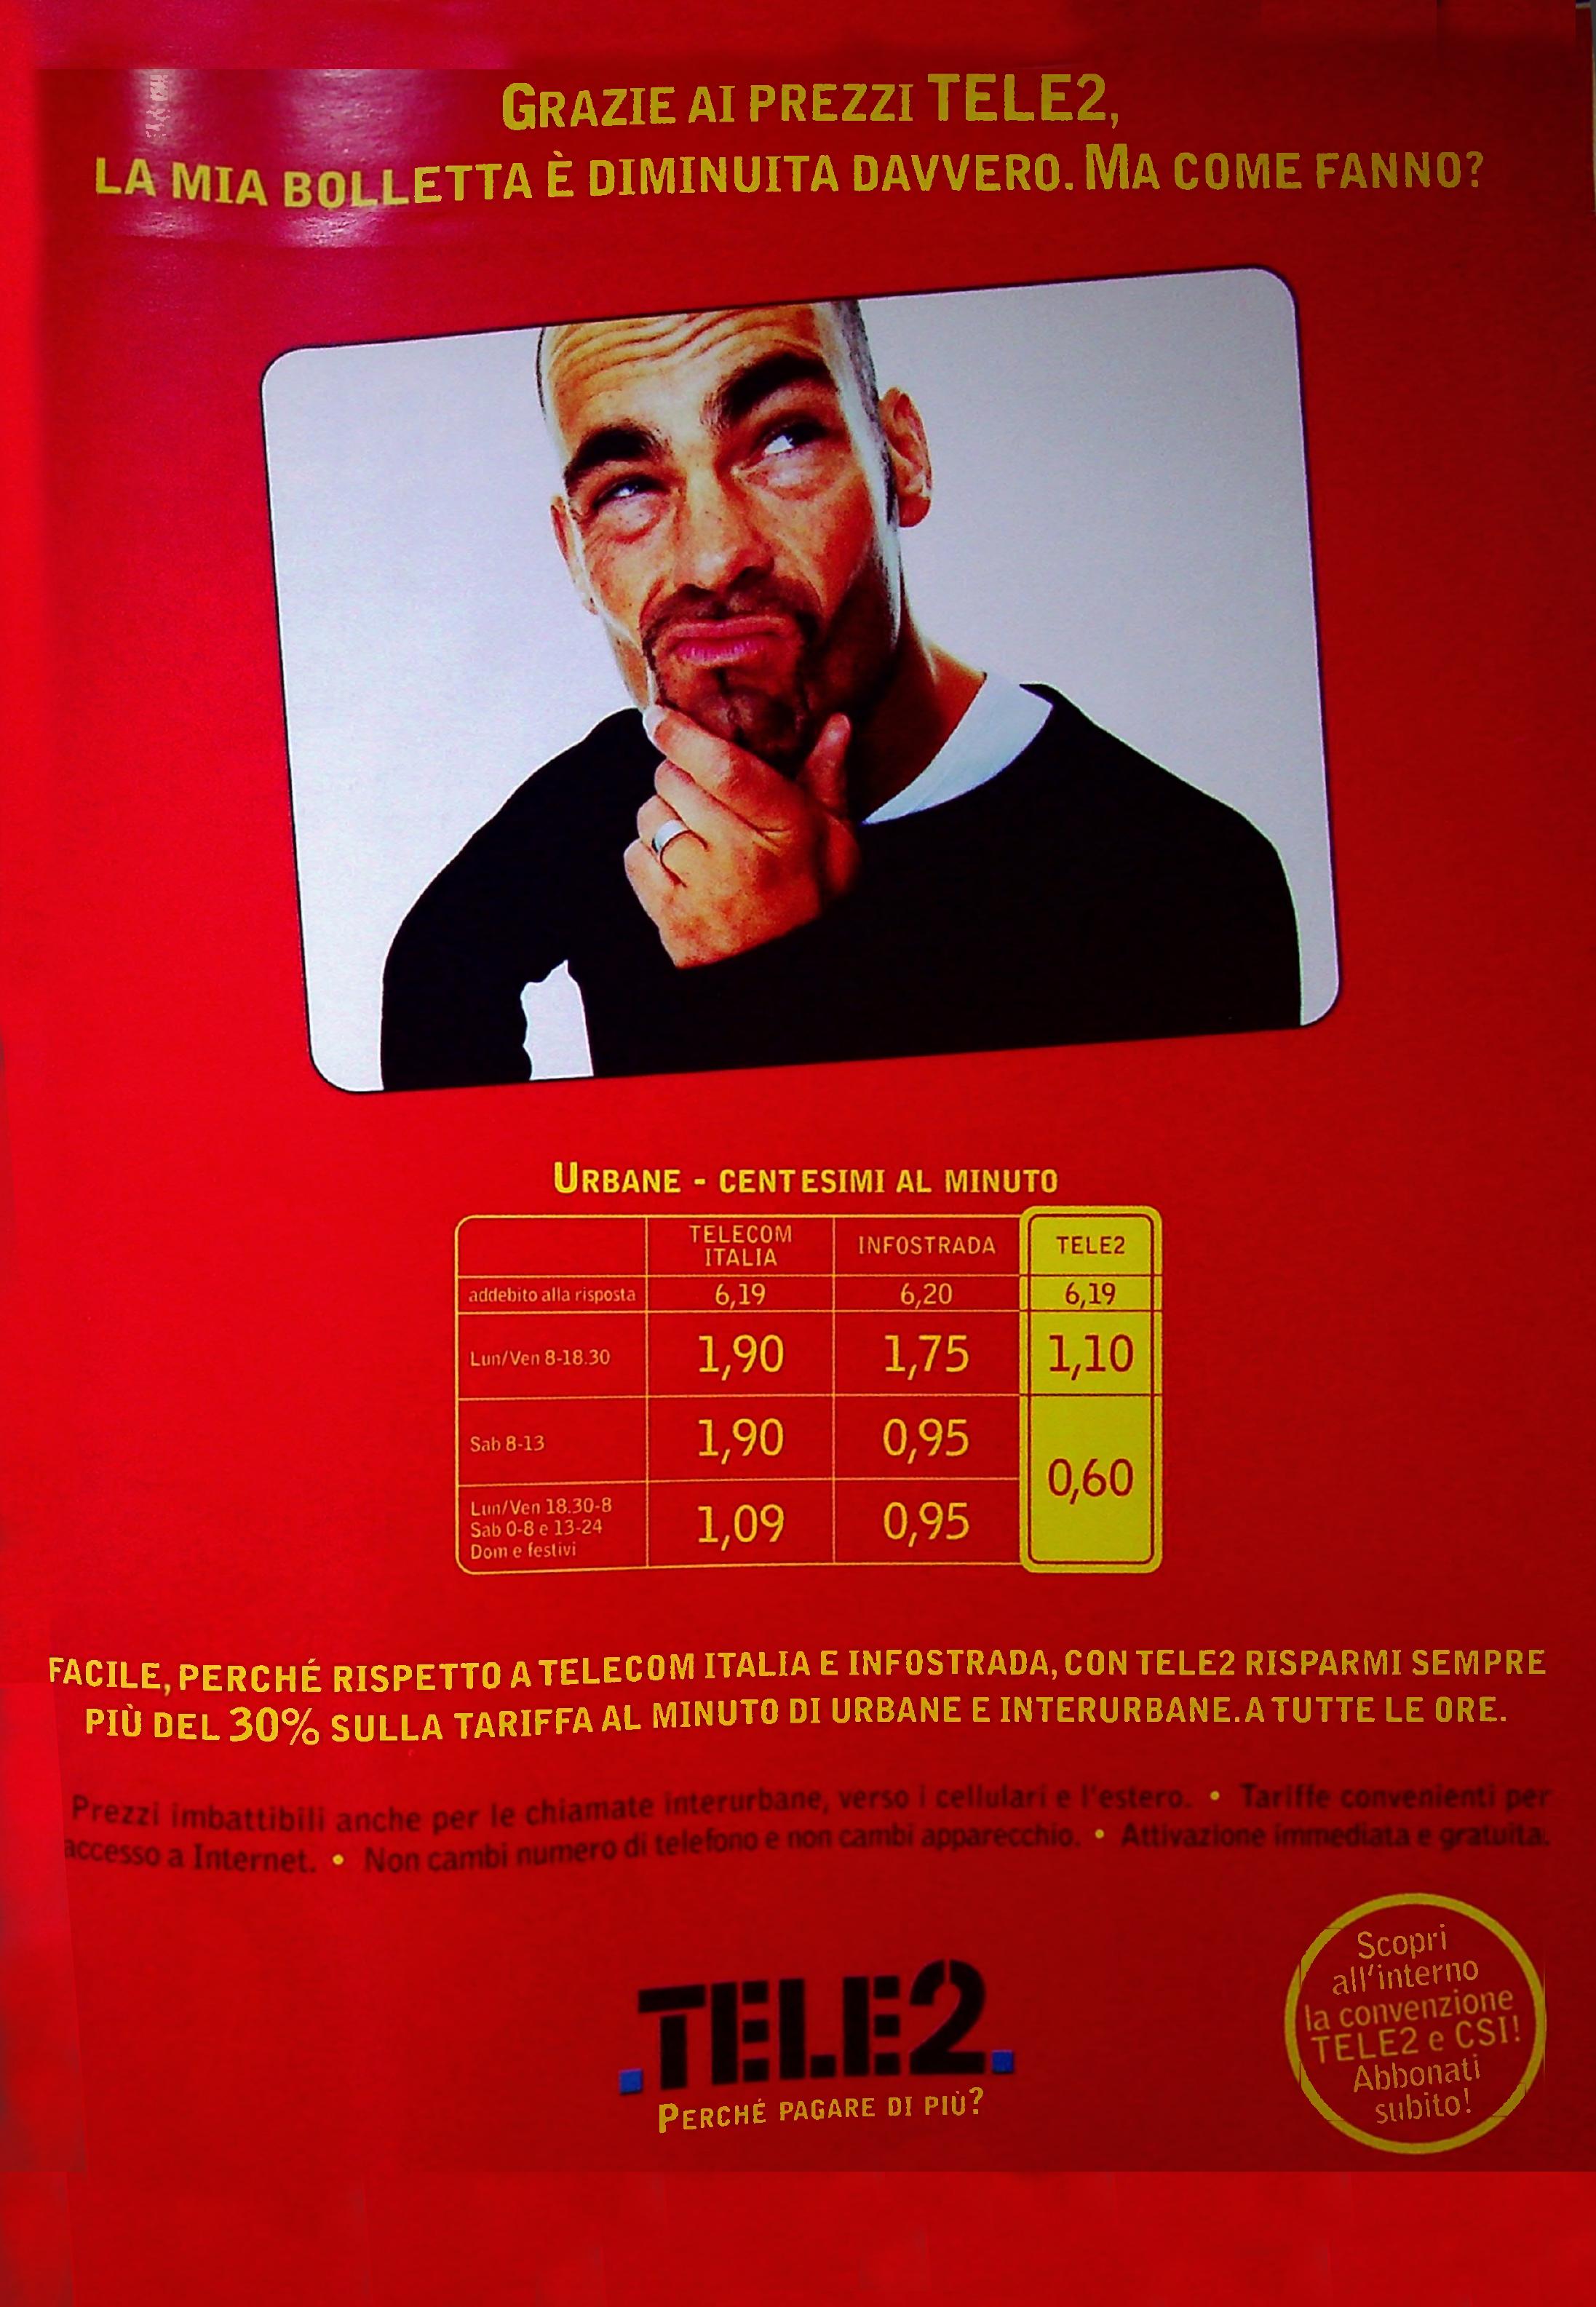 GRAZIE AI PREZZI TELE2,
LA MIA BOLLETTA È DIMINUITA DAVVERO. MA COME FANNO?
URBANE - CENTESIMI AL MINUTO
TELECOM ITALIA INFOSTRADA TELE2
addebito alla risposta 6,19 6,20 6,19
Lun/Ven 8-18.30 1,90 1,75 1,10
Sab 8-13 1,90 0,95 0,60
Lun/Ven 18.30-8
Sab 0-8 e 13-24 1,09 0,95
Dom e festivi
FACILE, PERCHÉ RISPETTO A TELECOM ITALIA E INFOSTRADA, CON TELE2 RISPARMI SEMPRE
PIÙ DEL 30% SULLA TARIFFA AL MINUTO DI URBANE E INTERURBANE. A TUTTE LE ORE.
Prezzi imbattibili anche per le chiamate interurbane, verso i cellulari e l'estero. • Tariffe convenienti per
accesso a Internet. • Non cambi numero di telefono e non cambi apparecchio. • Attivazione immediata e gratuita.
.TELE2.
PERCHÉ PAGARE DI PIÙ?
Scopri
all'interno
la convenzione
TELE2 e CSI!
Abbonati
subito!